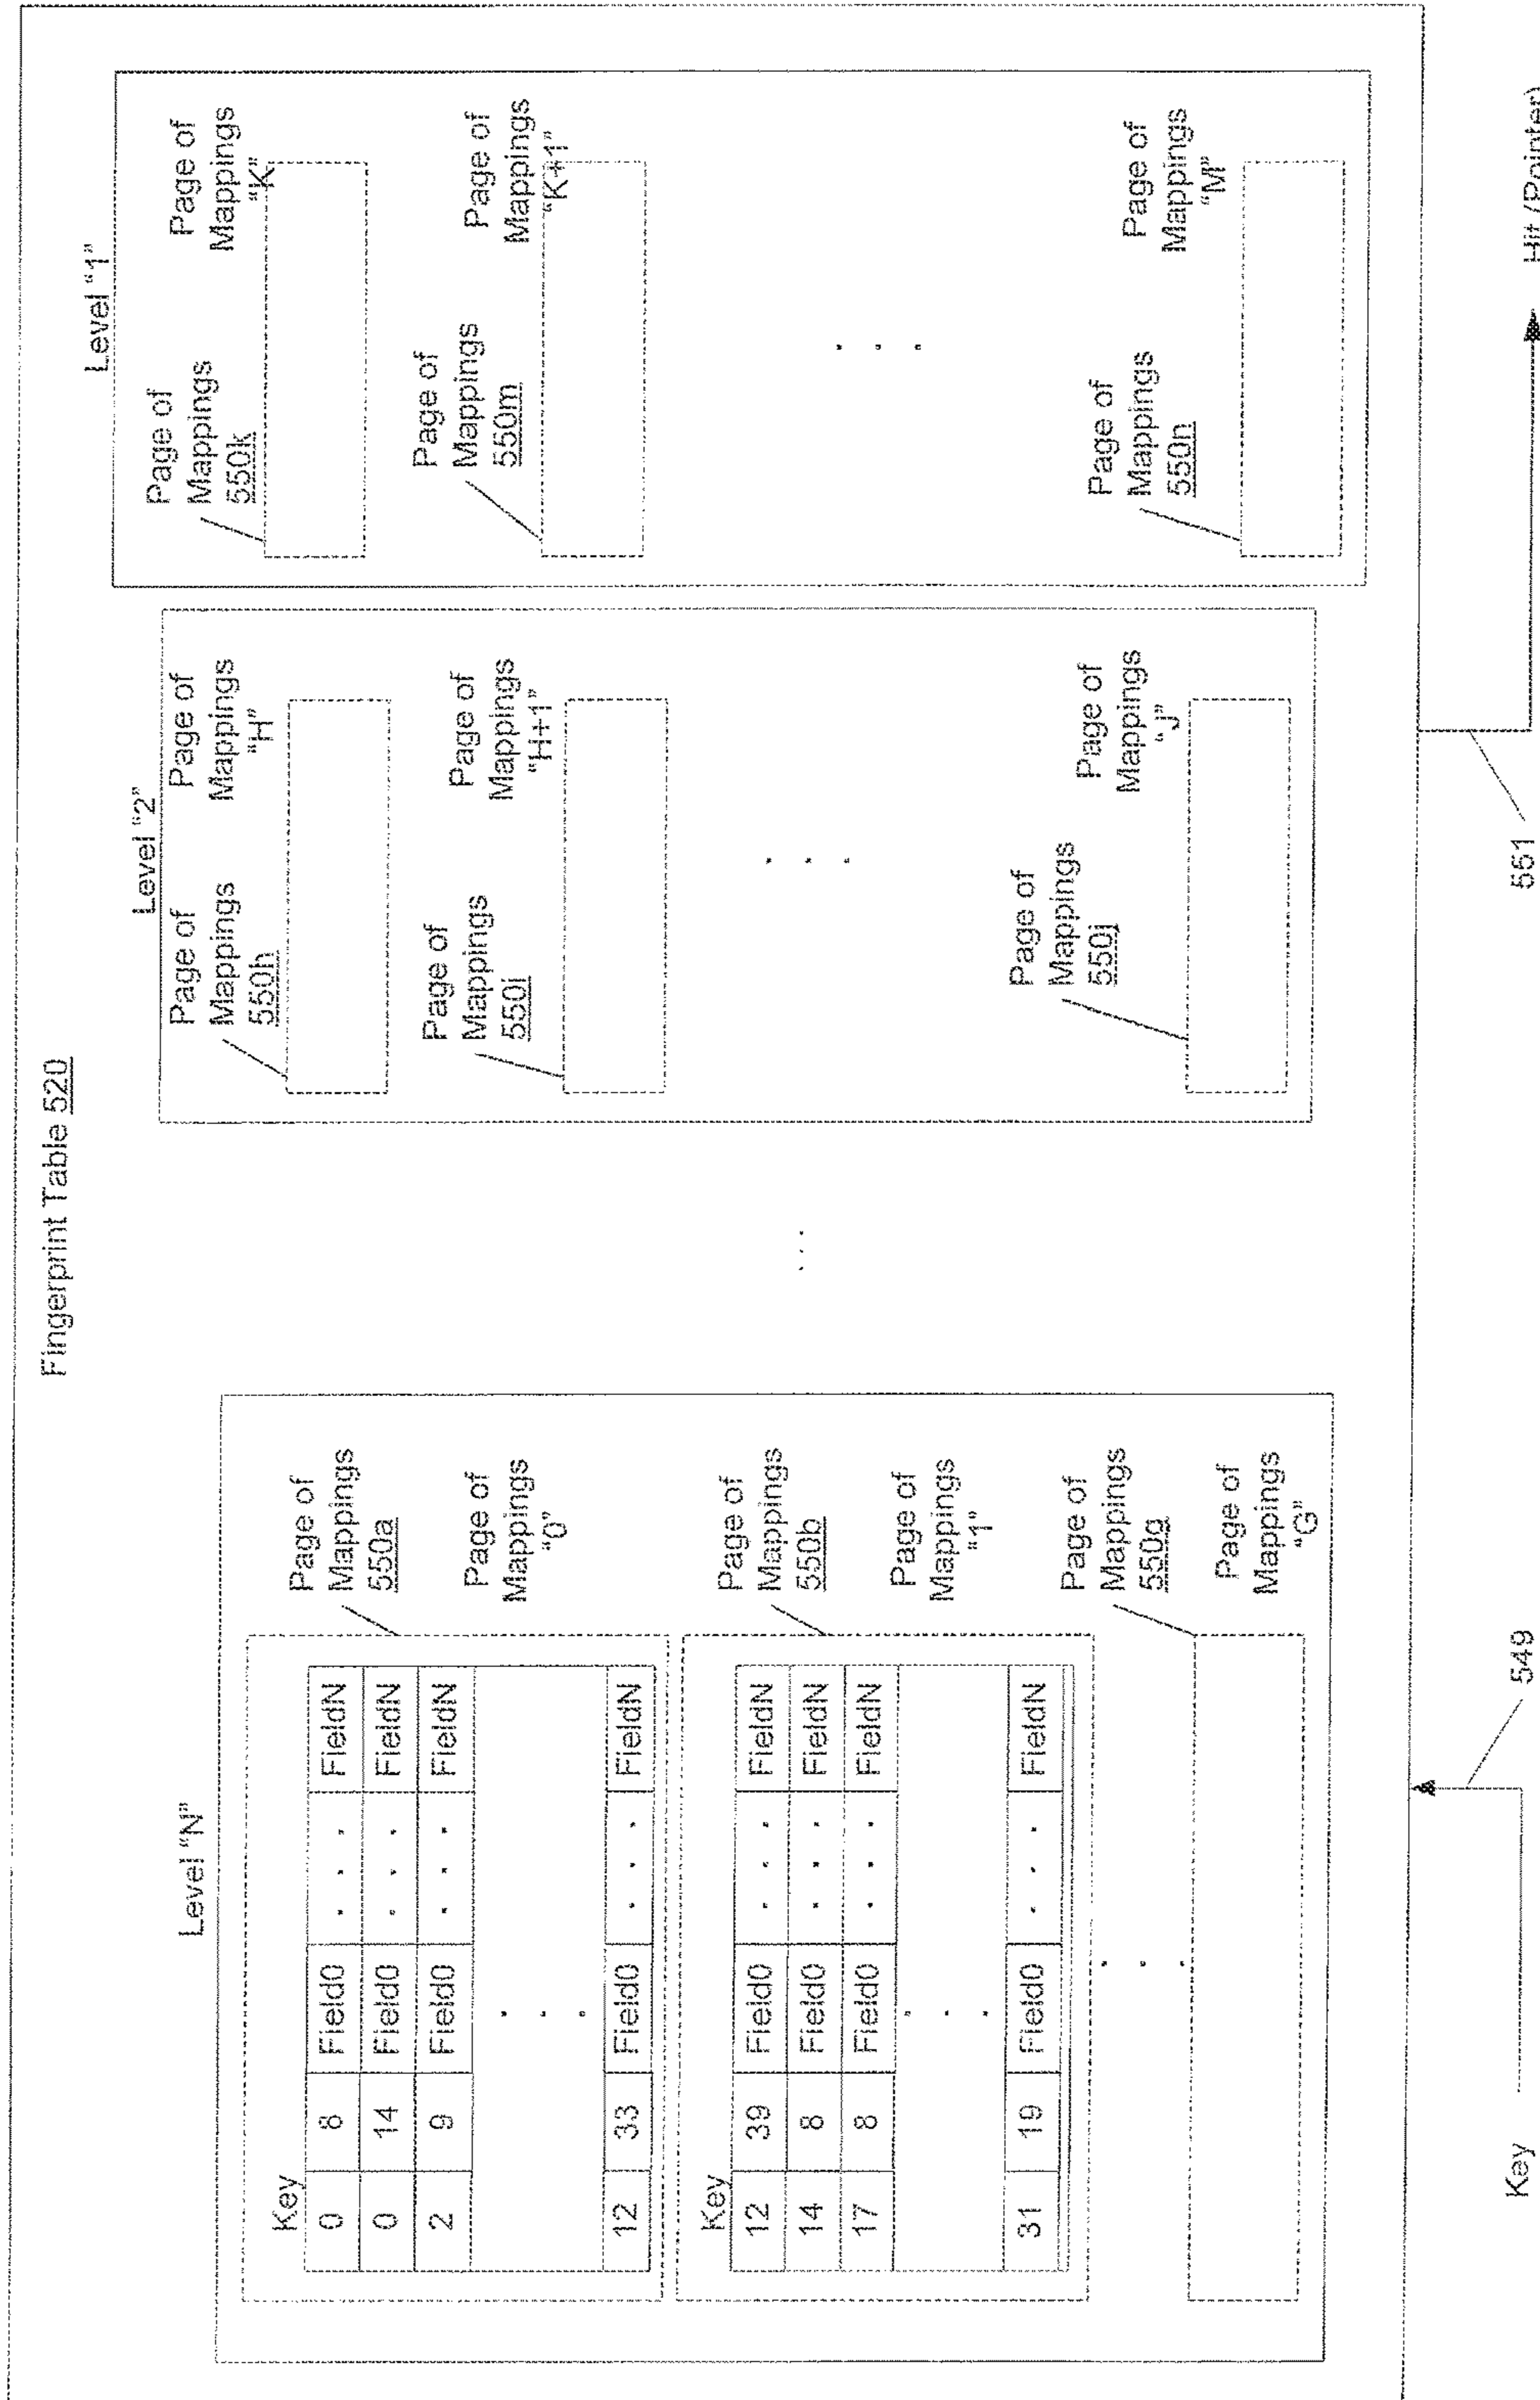 Fingerprint Table 520
Level "N"
Key
0 8 Field0 . . . FieldN
0 14 Field0 . . . FieldN
2 9 Field0 . . . FieldN
. . .
12 33 Field0 . . . FieldN
Page of
Mappings
550a
Page of
Mappings
"0"
Key
12 39 Field0 . . . FieldN
14 8 Field0 . . . FieldN
17 8 Field0 . . . FieldN
. . .
31 19 Field0 . . . FieldN
Page of
Mappings
550b
Page of
Mappings
"1"
. . .
Page of
Mappings
550g
Page of
Mappings
"G"
. . .
Level "2"
Page of
Mappings
550h
Page of
Mappings
"H"
Page of
Mappings
550i
Page of
Mappings
"H+1"
. . .
Page of
Mappings
550j
Page of
Mappings
"J"
Level "1"
Page of
Mappings
550k
Page of
Mappings
"K"
Page of
Mappings
550m
Page of
Mappings
"K+1"
. . .
Page of
Mappings
550n
Page of
Mappings
"M"
Key
549
551
Hit (Pointer)